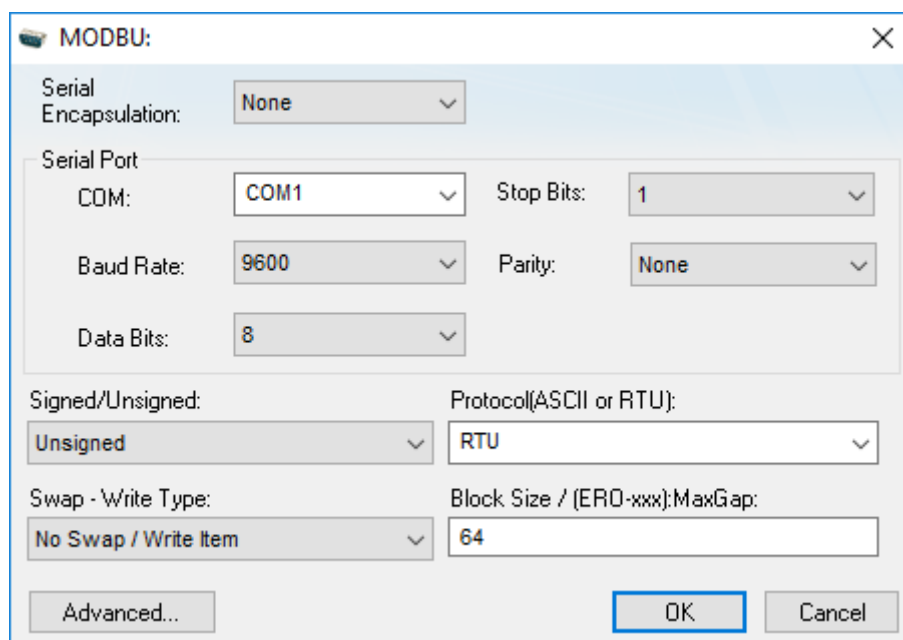 MODBU:
Serial
Encapsulation:
None
Serial Port
COM:
COM1
Stop Bits:
1
Baud Rate:
9600
Parity:
None
Data Bits:
8
Signed/Unsigned:
Protocol(ASCII or RTU):
Unsigned
RTU
Swap - Write Type:
Block Size / (ERO-xxx):MaxGap:
No Swap / Write Item
64
Advanced...
OK
Cancel